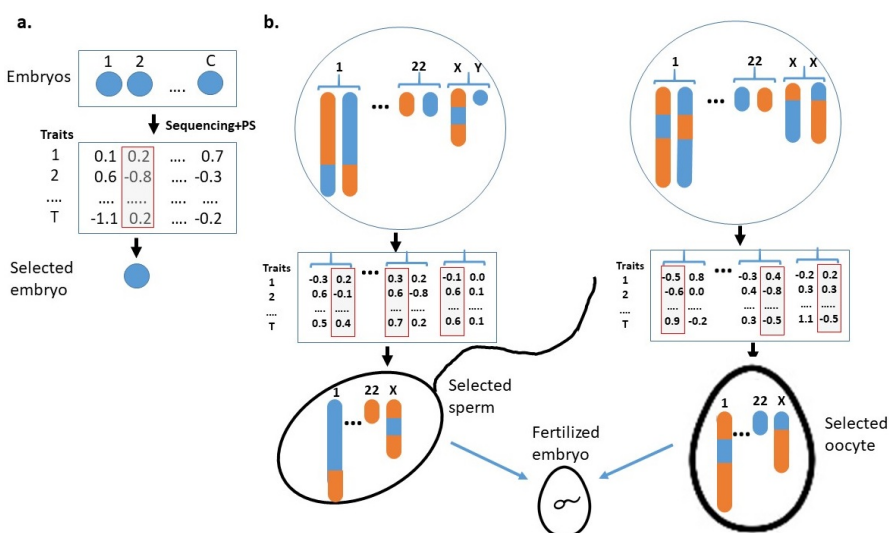 a.
1 2 C
Embryos
....
Sequencing+PS
Traits
1 0.1 0.2 .... 0.7
2 0.6 -0.8 .... -0.3
.... .... ..... .... ....
T -1.1 0.2 .... -0.2
Selected
embryo
b.
1 ... 22 X Y
Traits
1 -0.3 0.2 ... 0.3 0.2 -0.1 0.0
2 0.6 -0.1 0.6 -0.8 0.6 0.1
.... .... ..... .... ..... .... .....
T 0.5 0.4 0.7 0.2 0.6 0.1
1 ... 22 X
Selected
sperm
1 ... 22 X X
Traits
1 -0.5 0.8 ... -0.3 0.4 -0.2 0.2
2 -0.6 0.0 0.4 -0.8 0.3 0.3
.... .... ..... .... ..... .... .....
T 0.9 -0.2 0.3 -0.5 1.1 -0.5
1 ... 22 X
Selected
oocyte
Fertilized
embryo